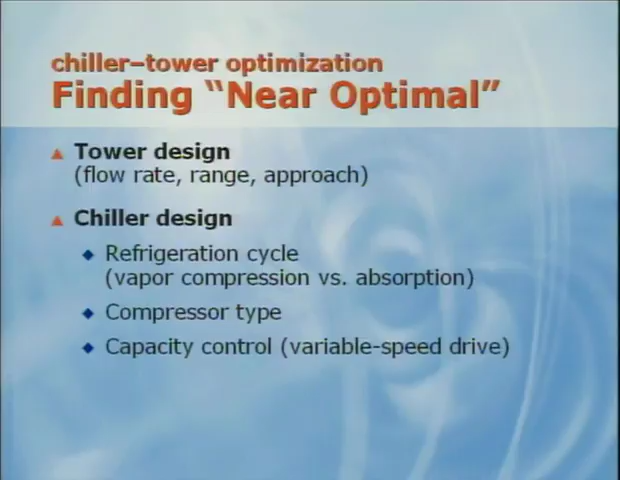 chiller–tower optimization
Finding “Near Optimal”
▲ Tower design
(flow rate, range, approach)
▲ Chiller design
◆ Refrigeration cycle
(vapor compression vs. absorption)
◆ Compressor type
◆ Capacity control (variable-speed drive)